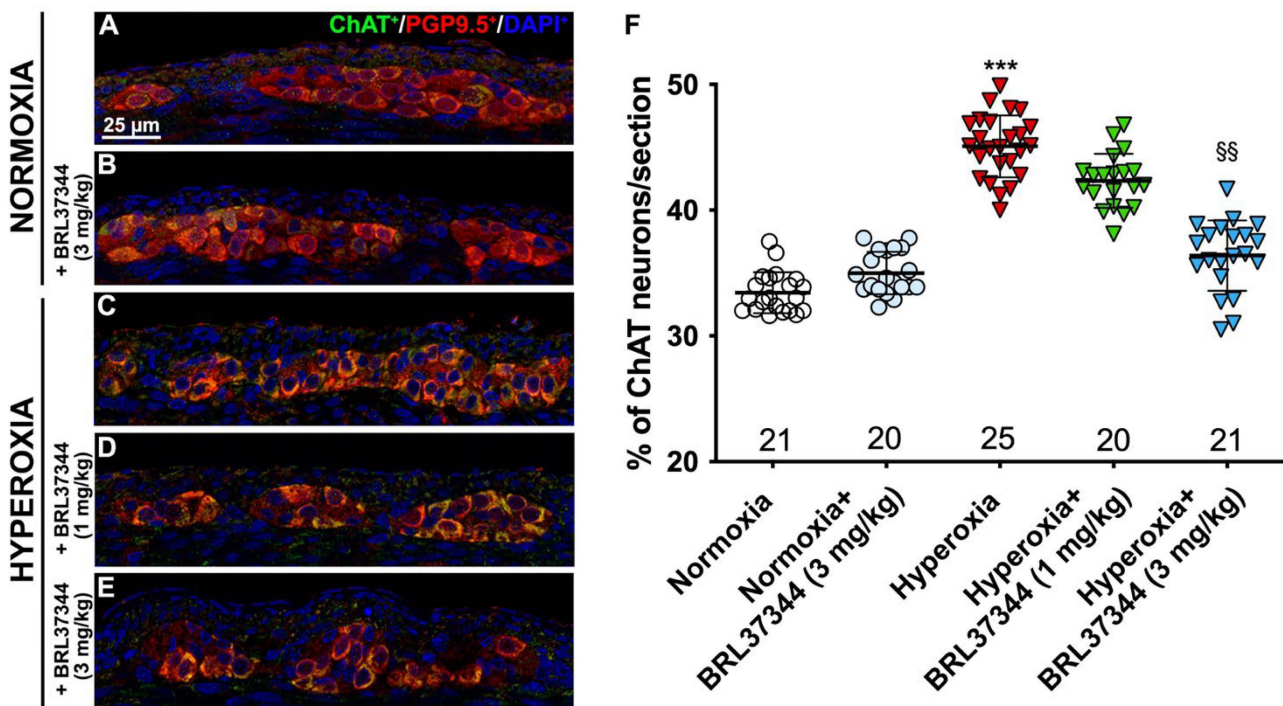 NORMOXIA
+ BRL37344
(3 mg/kg)
HYPEROXIA
+ BRL37344
(1 mg/kg)
+ BRL37344
(3 mg/kg)
A
ChAT⁺/PGP9.5⁺/DAPI⁺
25 µm
B
C
D
E
F
% of ChAT neurons/section
50
40
30
20
***
§§
21
20
25
20
21
Normoxia
Normoxia+
BRL37344 (3 mg/kg)
Hyperoxia
Hyperoxia+
BRL37344 (1 mg/kg)
Hyperoxia+
BRL37344 (3 mg/kg)